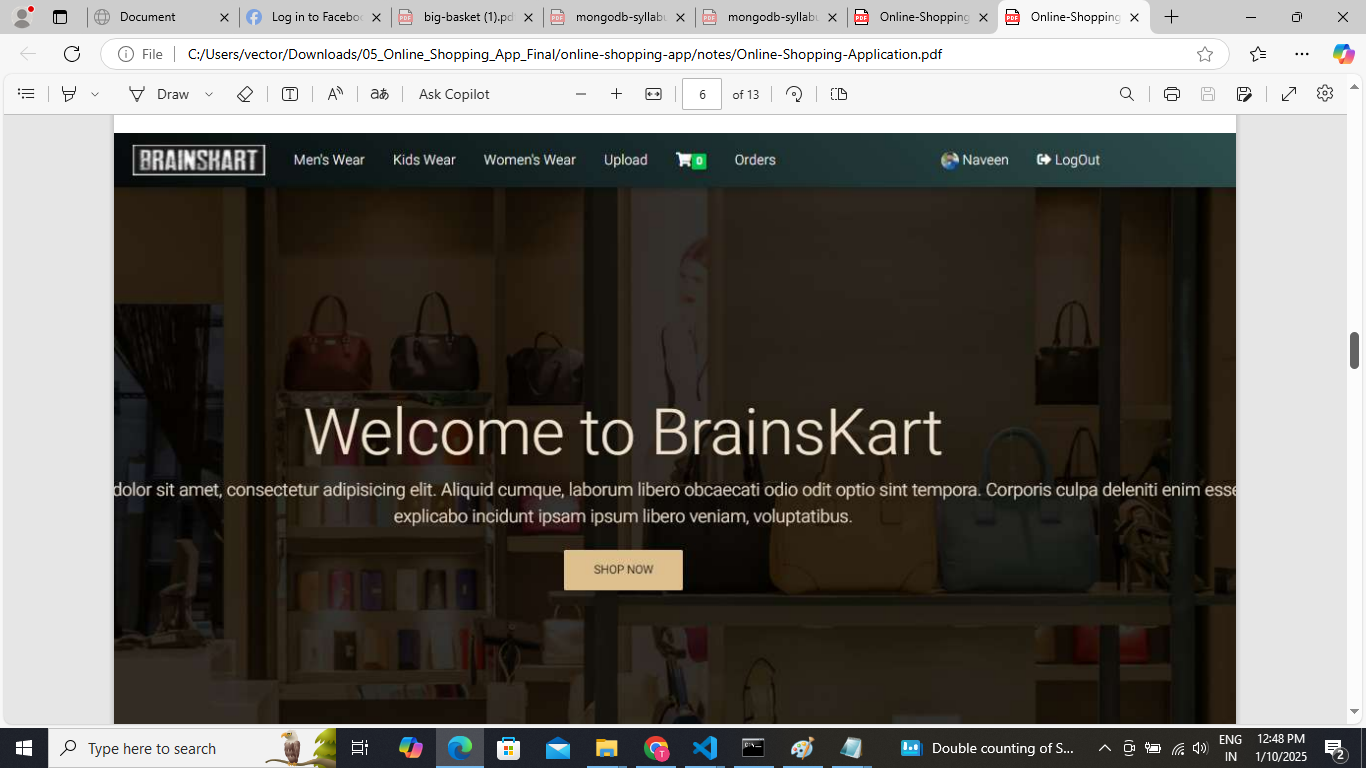 Document
Log in to Facebo
big-basket (1).pd
mongodb-syllabu
mongodb-syllabu
Online-Shopping
Online-Shopping
File
C:/Users/vector/Downloads/05_Online_Shopping_App_Final/online-shopping-app/notes/Online-Shopping-Application.pdf
Draw
aあ
Ask Copilot
6 of 13
BRAINSKART Men's Wear Kids Wear Women's Wear Upload 0 Orders Naveen LogOut
Welcome to BrainsKart
dolor sit amet, consectetur adipisicing elit. Aliquid cumque, laborum libero obcaecati odio odit optio sint tempora. Corporis culpa deleniti enim esse
explicabo incidunt ipsam ipsum libero veniam, voluptatibus.
SHOP NOW
Type here to search
Double counting of S...
ENG
IN
12:48 PM
1/10/2025
2